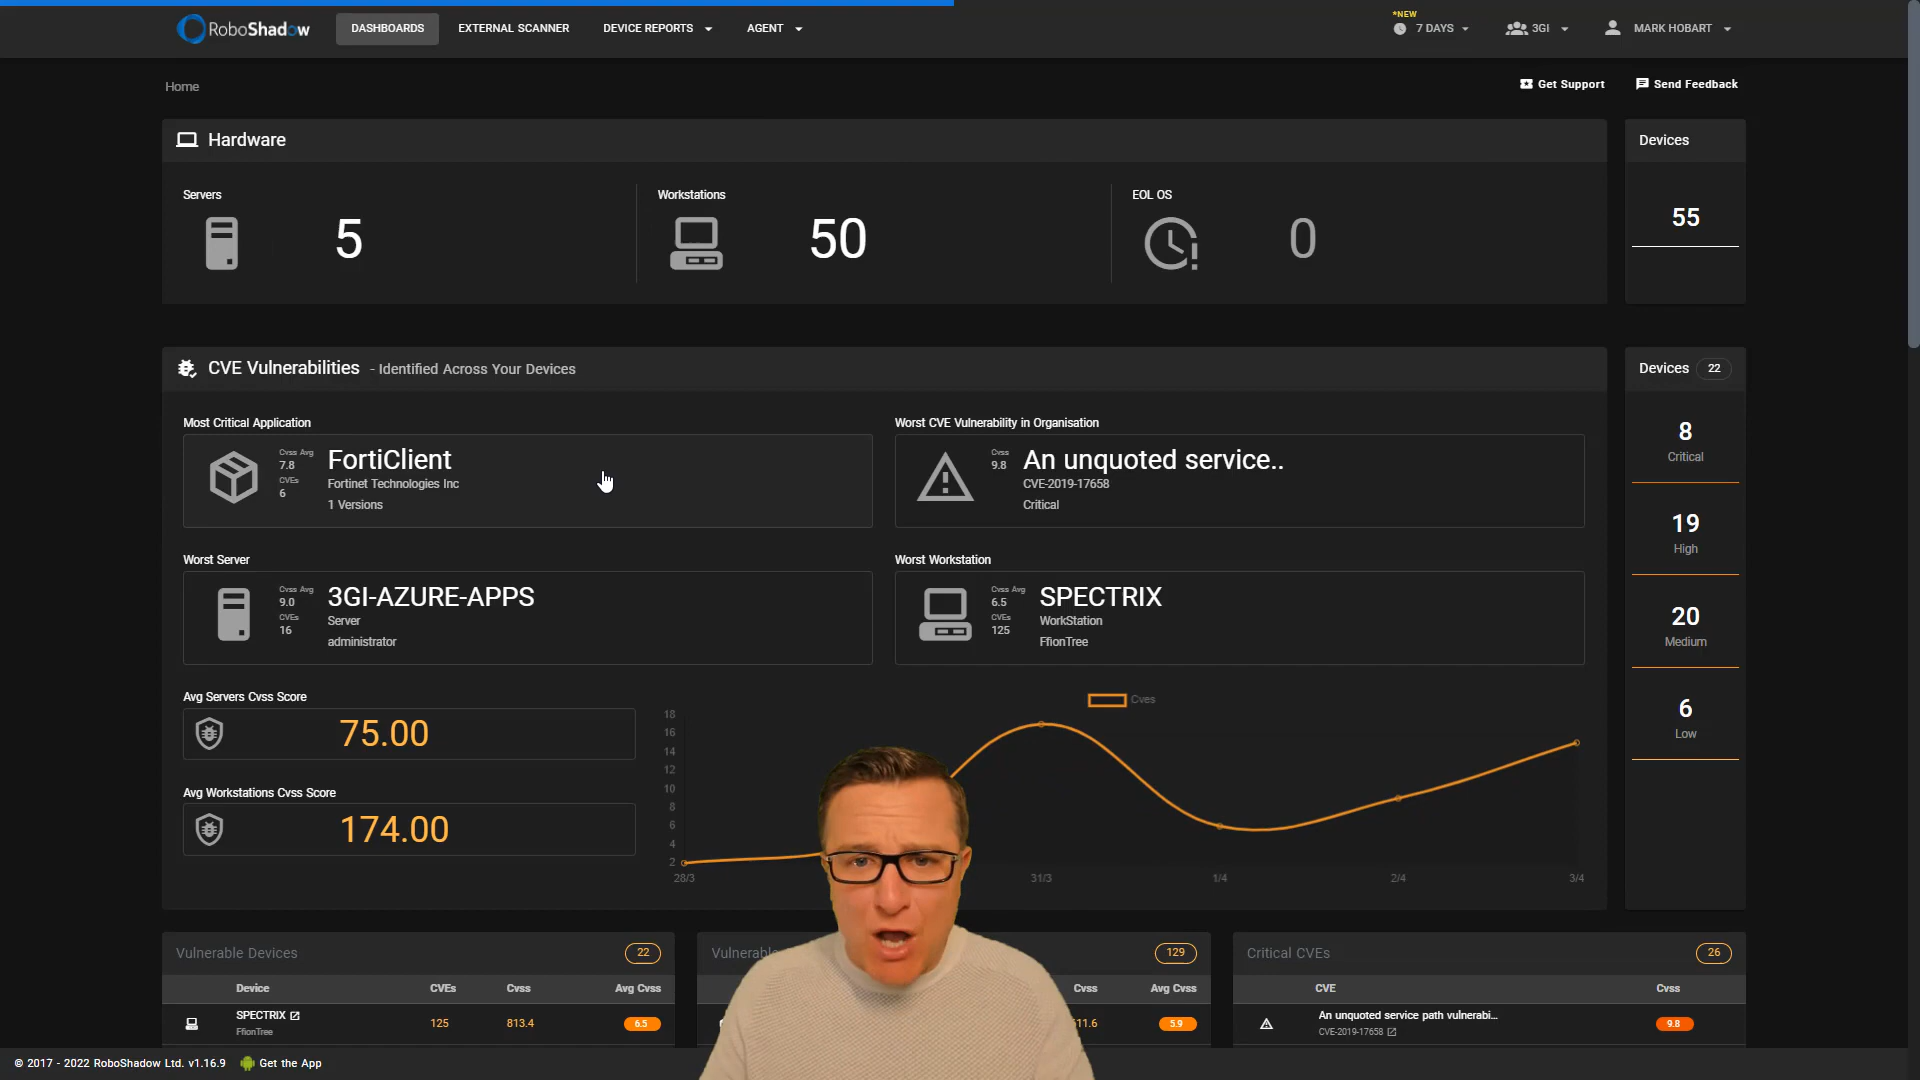 RoboShadow
DASHBOARDS
EXTERNAL SCANNER
DEVICE REPORTS
AGENT
*NEW
7 DAYS
3GI
MARK HOBART
Home
Get Support
Send Feedback
Hardware
Devices
Servers
5
Workstations
50
EOL OS
0
55
CVE Vulnerabilities - Identified Across Your Devices
Devices 22
Most Critical Application
Cvss Avg
7.8
CVEs
6
FortiClient
Fortinet Technologies Inc
1 Versions
Worst CVE Vulnerability in Organisation
Cvss
9.8
An unquoted service..
CVE-2019-17658
Critical
8
Critical
19
High
20
Medium
6
Low
Worst Server
Cvss Avg
9.0
CVEs
16
3GI-AZURE-APPS
Server
administrator
Worst Workstation
Cvss Avg
6.5
CVEs
125
SPECTRIX
WorkStation
FfionTree
Avg Servers Cvss Score
75.00
Avg Workstations Cvss Score
174.00
Cves
18
16
14
12
10
8
6
4
2
28/3
31/3
1/4
2/4
3/4
Vulnerable Devices 22
Device CVEs Cvss Avg Cvss
SPECTRIX 125 813.4 6.5
FfionTree
129
Cvss Avg Cvss
5.9
Critical CVEs 26
CVE Cvss
An unquoted service path vulnerabi... 9.8
CVE-2019-17658
© 2017 - 2022 RoboShadow Ltd. v1.16.9
Get the App